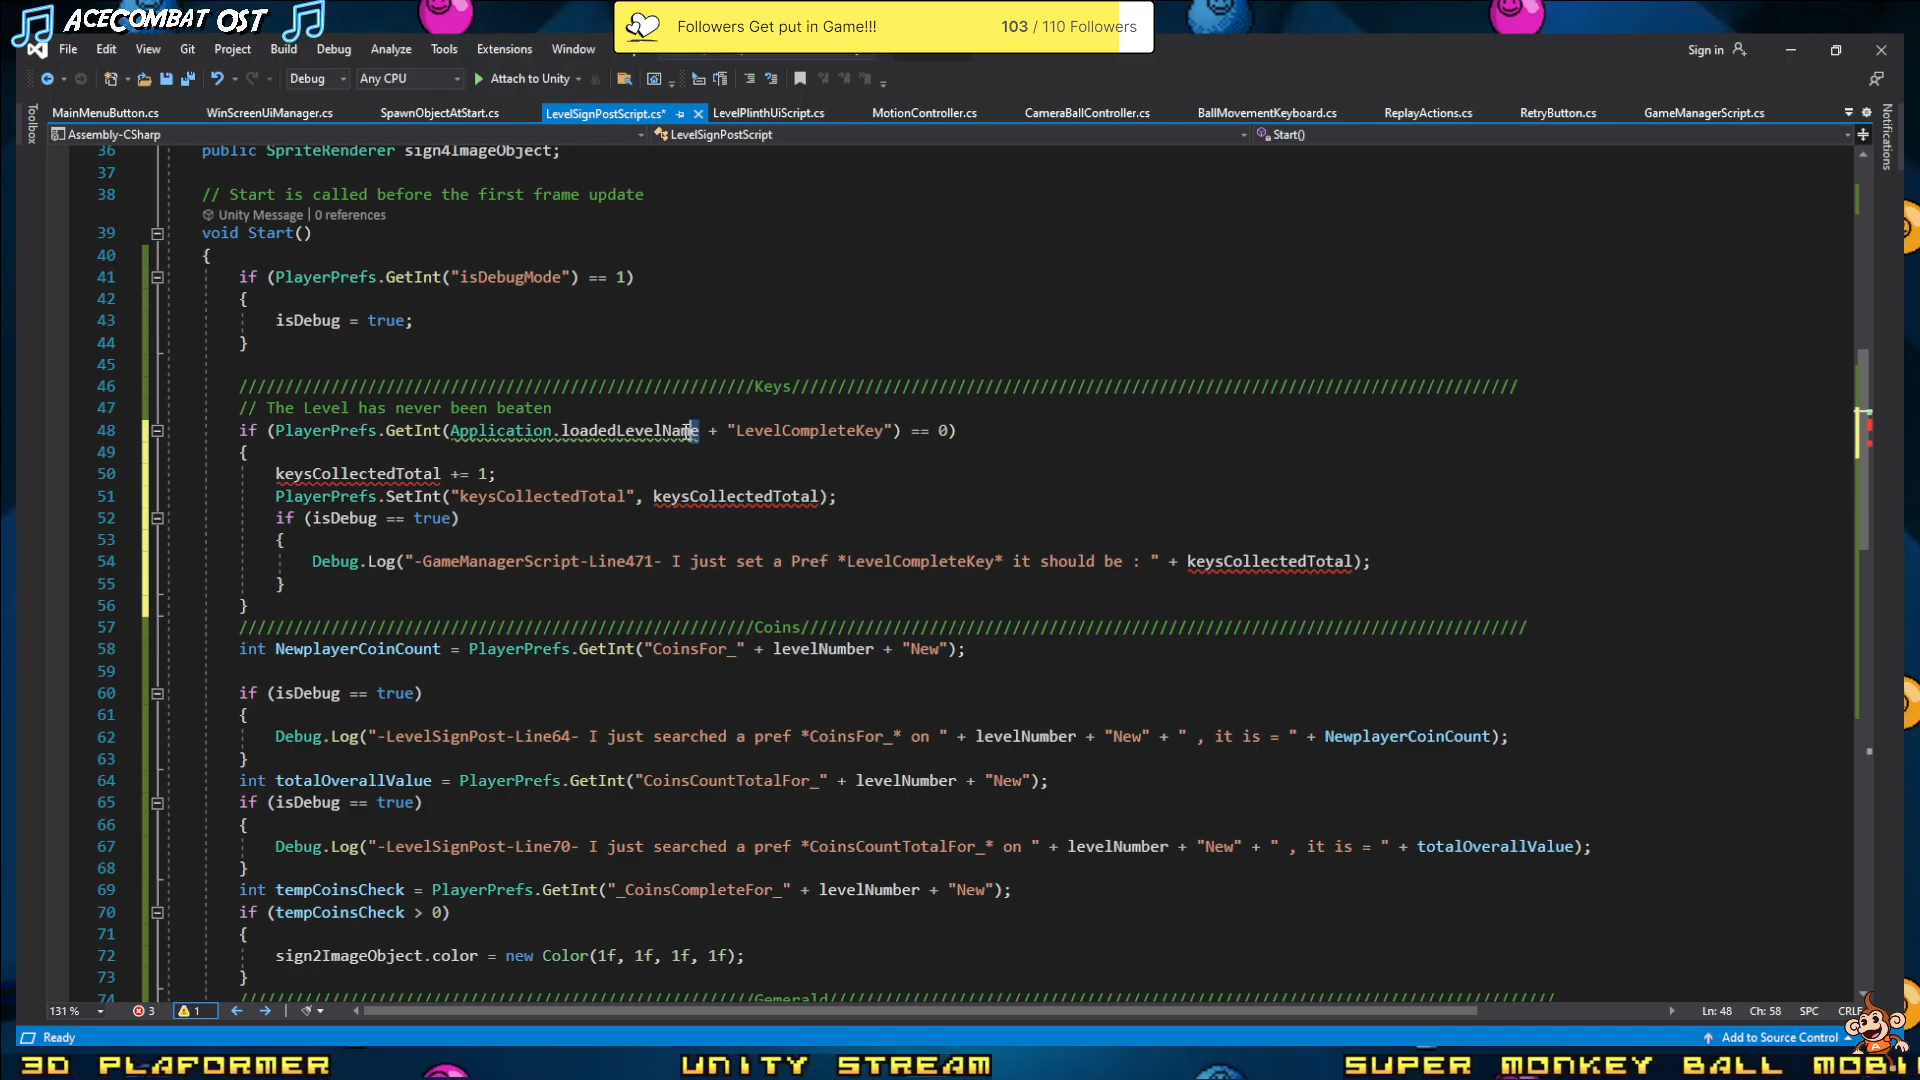 ACECOMBAT OST
Followers Get put in Game!!!
103 / 110 Followers
File Edit View Git Project Build Debug Analyze Tools Extensions Window
Sign in
Debug Any CPU Attach to Unity
MainMenuButton.cs WinScreenUiManager.cs SpawnObjectAtStart.cs LevelSignPostScript.cs* LevelPlinthUiScript.cs MotionController.cs CameraBallController.cs BallMovementKeyboard.cs ReplayActions.cs RetryButton.cs GameManagerScript.cs
Toolbox
Notifications
Assembly-CSharp LevelSignPostScript Start()
36 public SpriteRenderer sign4ImageObject;
37
38 // Start is called before the first frame update
Unity Message | 0 references
39 void Start()
40 {
41 if (PlayerPrefs.GetInt("isDebugMode") == 1)
42 {
43 isDebug = true;
44 }
45
46 ////////////////////////////////////////////////////////Keys///////////////////////////////////////////////////////////////////////////////
47 // The Level has never been beaten
48 if (PlayerPrefs.GetInt(Application.loadedLevelName + "LevelCompleteKey") == 0)
49 {
50 keysCollectedTotal += 1;
51 PlayerPrefs.SetInt("keysCollectedTotal", keysCollectedTotal);
52 if (isDebug == true)
53 {
54 Debug.Log("-GameManagerScript-Line471- I just set a Pref *LevelCompleteKey* it should be : " + keysCollectedTotal);
55 }
56 }
57 ////////////////////////////////////////////////////////Coins///////////////////////////////////////////////////////////////////////////////
58 int NewplayerCoinCount = PlayerPrefs.GetInt("CoinsFor_" + levelNumber + "New");
59
60 if (isDebug == true)
61 {
62 Debug.Log("-LevelSignPost-Line64- I just searched a pref *CoinsFor_* on " + levelNumber + "New" + " , it is = " + NewplayerCoinCount);
63 }
64 int totalOverallValue = PlayerPrefs.GetInt("CoinsCountTotalFor_" + levelNumber + "New");
65 if (isDebug == true)
66 {
67 Debug.Log("-LevelSignPost-Line70- I just searched a pref *CoinsCountTotalFor_* on " + levelNumber + "New" + " , it is = " + totalOverallValue);
68 }
69 int tempCoinsCheck = PlayerPrefs.GetInt("_CoinsCompleteFor_" + levelNumber + "New");
70 if (tempCoinsCheck > 0)
71 {
72 sign2ImageObject.color = new Color(1f, 1f, 1f, 1f);
73 }
74 ////////////////////////////////////////////////////////Gemerald///////////////////////////////////////////////////////////////////////////////
131 % 3 1 Ln: 48 Ch: 58 SPC CRLF
Ready Add to Source Control
3D PLAFORMER UNITY STREAM SUPER MONKEY BALL MOBI